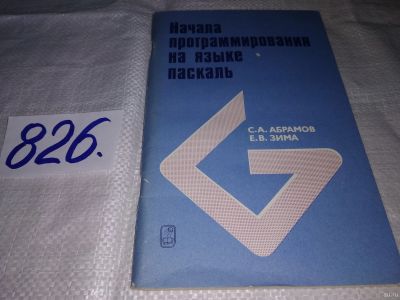 826.
Начала
программирования
на языке
паскаль
С.А. АБРАМОВ
Е.В. ЗИМА